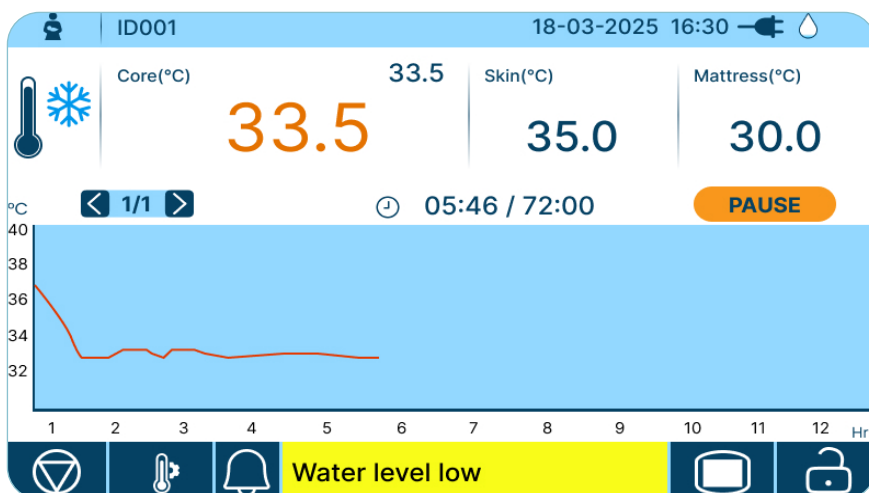 ID001
18-03-2025 16:30
Core(°C)
33.5
Skin(°C)
Mattress(°C)
33.5
35.0
30.0
1/1
05:46 / 72:00
PAUSE
°C
40
38
36
34
32
1 2 3 4 5 6 7 8 9 10 11 12 Hr
Water level low